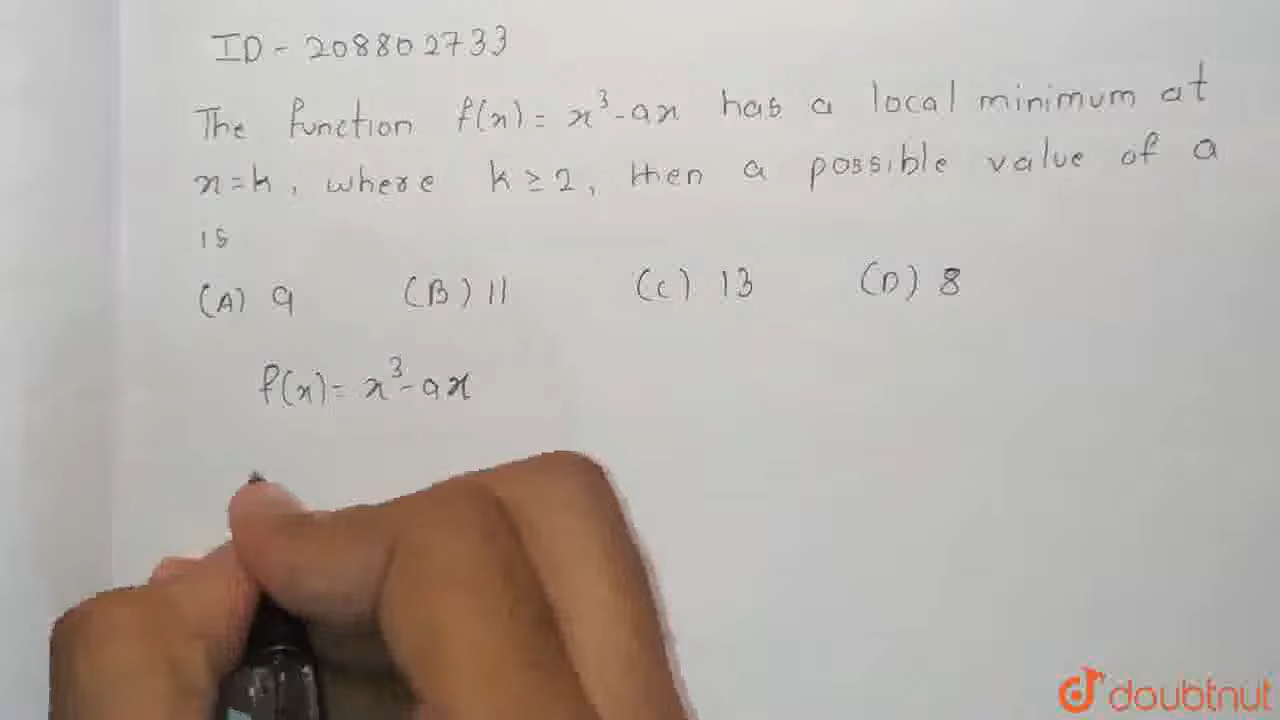 ID - 208802733
The function f(x) = x³-ax has a local minimum at
x=k, where k ≥ 2, then a possible value of a
is
(A) 9 (B) 11 (C) 13 (D) 8
f(x) = x³-ax
doubtnut